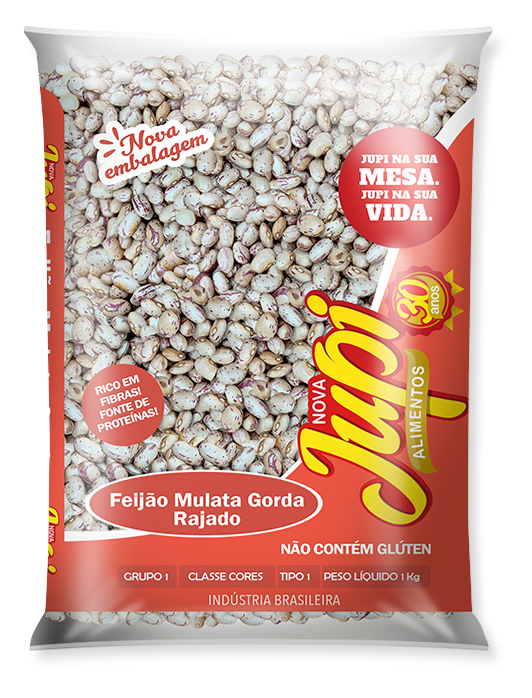 Nova
embalagem
JUPI NA SUA
MESA.
JUPI NA SUA
VIDA.
30
anos
NOVA
Jupi
ALIMENTOS
RICO EM
FIBRAS!
FONTE DE
PROTEÍNAS!
Feijão Mulata Gorda
Rajado
NÃO CONTÉM GLÚTEN
GRUPO 1
CLASSE CORES
TIPO 1
PESO LÍQUIDO 1 Kg
INDÚSTRIA BRASILEIRA
NOVA